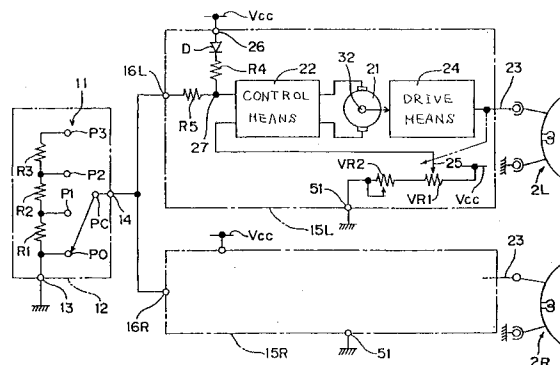 Vcc
D
26
16L
R4
22
32
21
24
23
11
R5
CONTROL MEANS
DRIVE MEANS
P3
27
R3
VR2
25
P2
51
R2
P1
14
VR1
Vcc
2L
PC
15L
R1
P0
Vcc
23
13
12
16R
15R
51
2R